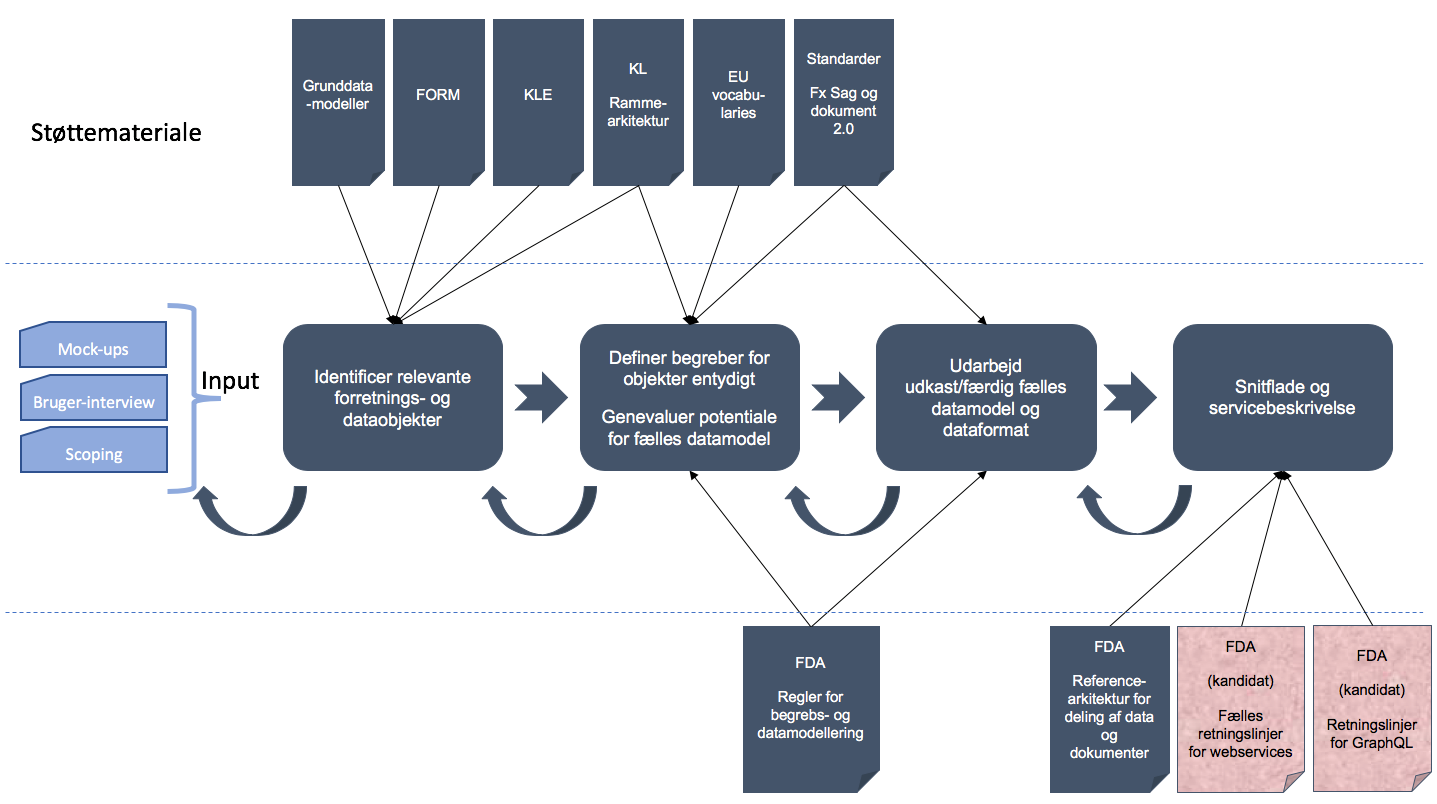 Støttemateriale
Grunddata
-modeller
FORM
KLE
KL
Ramme-
arkitektur
EU
vocabu-
laries
Standarder
Fx Sag og
dokument
2.0
Mock-ups
Bruger-interview
Scoping
Input
Identificer relevante
forretnings- og
dataobjekter
Definer begreber for
objekter entydigt
Genevaluer potentiale
for fælles datamodel
Udarbejd
udkast/færdig fælles
datamodel og
dataformat
Snitflade og
servicebeskrivelse
FDA
Regler for
begrebs- og
datamodellering
FDA
Reference-
arkitektur for
deling af data
og
dokumenter
FDA
(kandidat)
Fælles
retningslinjer
for webservices
FDA
(kandidat)
Retningslinjer
for GraphQL